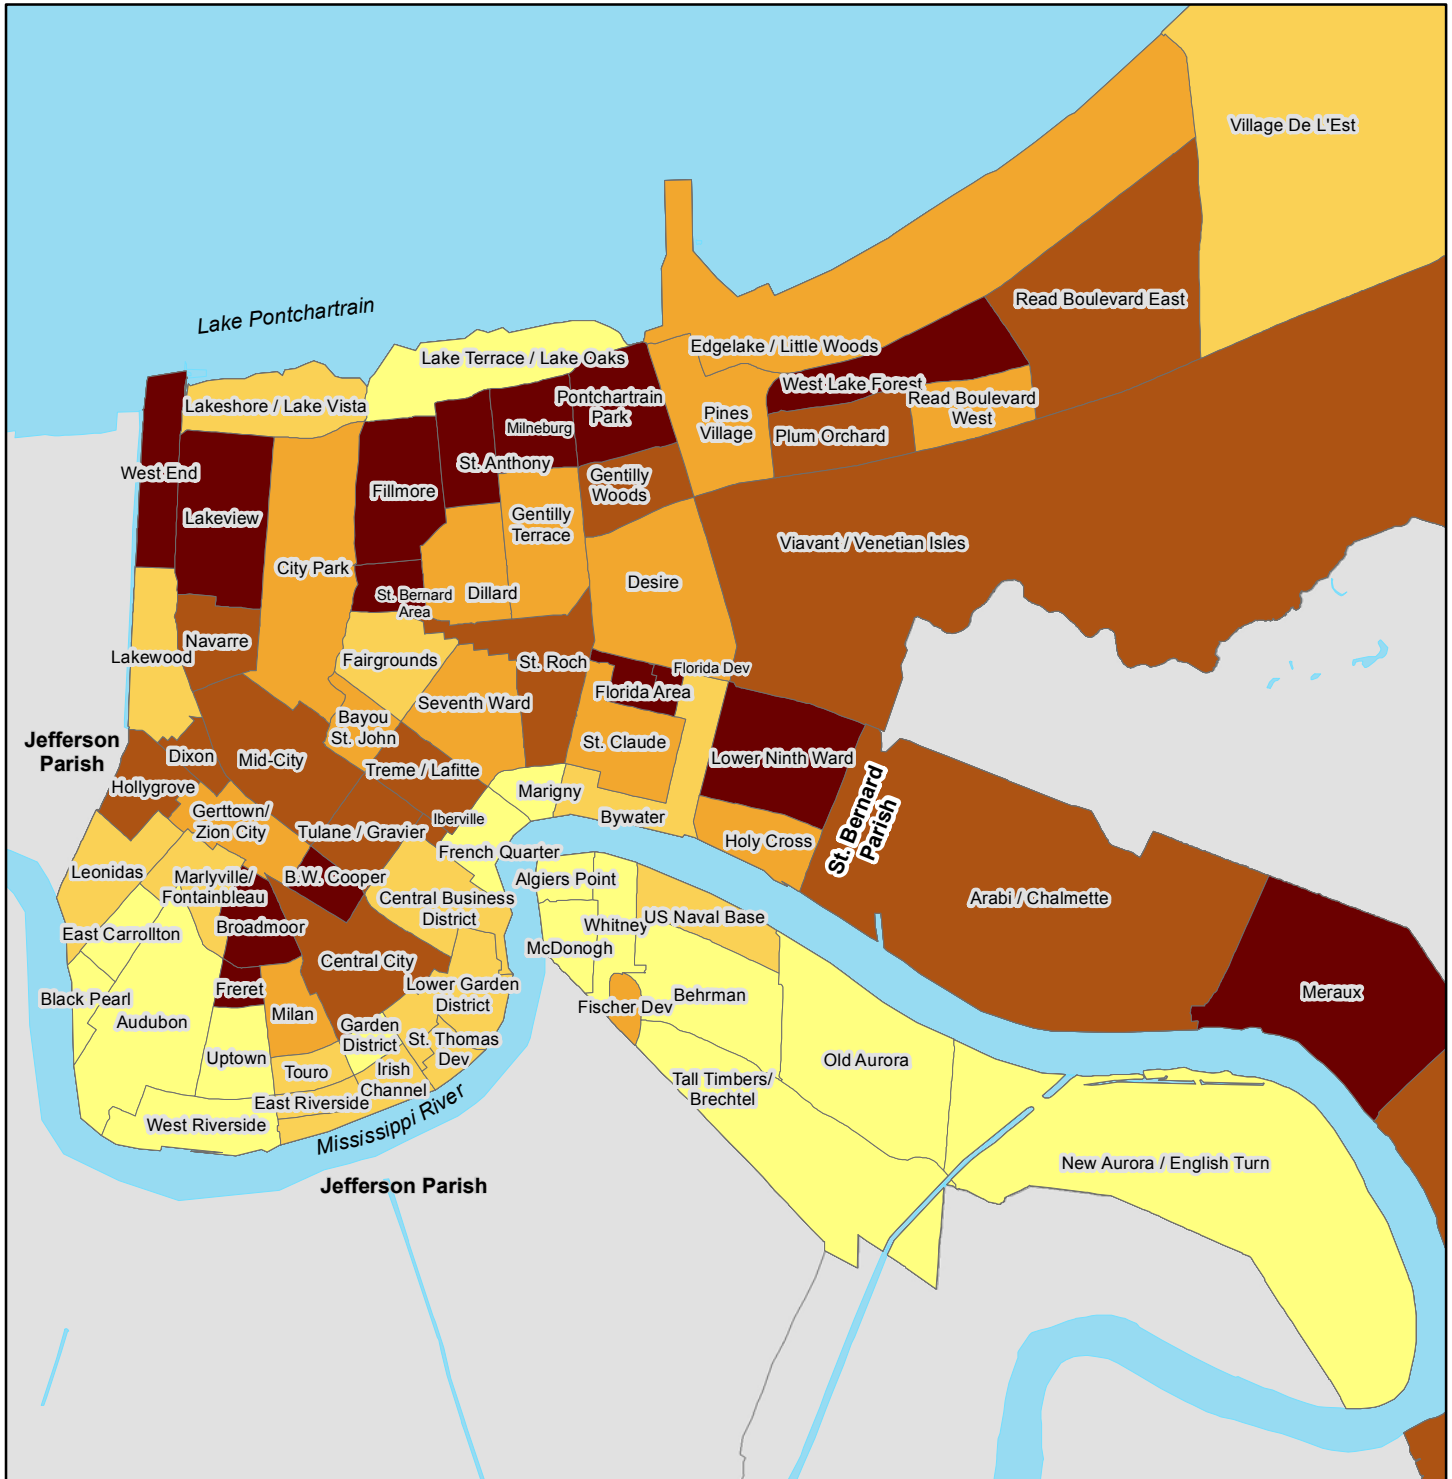 Village De L'Est
Read Boulevard East
Lake Pontchartrain
Edgelake / Little Woods
Lake Terrace / Lake Oaks
West Lake Forest
Lakeshore / Lake Vista
Pontchartrain
Park
Read Boulevard
West
Pines
Village
Milneburg
Plum Orchard
West End
St. Anthony
Gentilly
Woods
Fillmore
Lakeview
Gentilly
Terrace
Viavant / Venetian Isles
City Park
Desire
St. Bernard
Area
Dillard
Navarre
Lakewood
Fairgrounds
St. Roch
Florida Dev
Florida Area
Seventh Ward
Bayou
St. John
Jefferson
Parish
St. Claude
Dixon
Mid-City
Lower Ninth Ward
Treme / Lafitte
Hollygrove
Marigny
Gerttown/
Zion City
Iberville
Bywater
Tulane / Gravier
Holy Cross
St. Bernard
Parish
French Quarter
Leonidas
Marlyville/
Fontainbleau
B.W. Cooper
Algiers Point
Central Business
District
Arabi / Chalmette
US Naval Base
Whitney
Broadmoor
East Carrollton
McDonogh
Central City
Lower Garden
District
Freret
Black Pearl
Behrman
Meraux
Fischer Dev
Milan
Audubon
Garden
District
St. Thomas
Dev
Uptown
Old Aurora
Touro
Irish
Channel
Tall Timbers/
Brechtel
East Riverside
West Riverside
Mississippi River
New Aurora / English Turn
Jefferson Parish